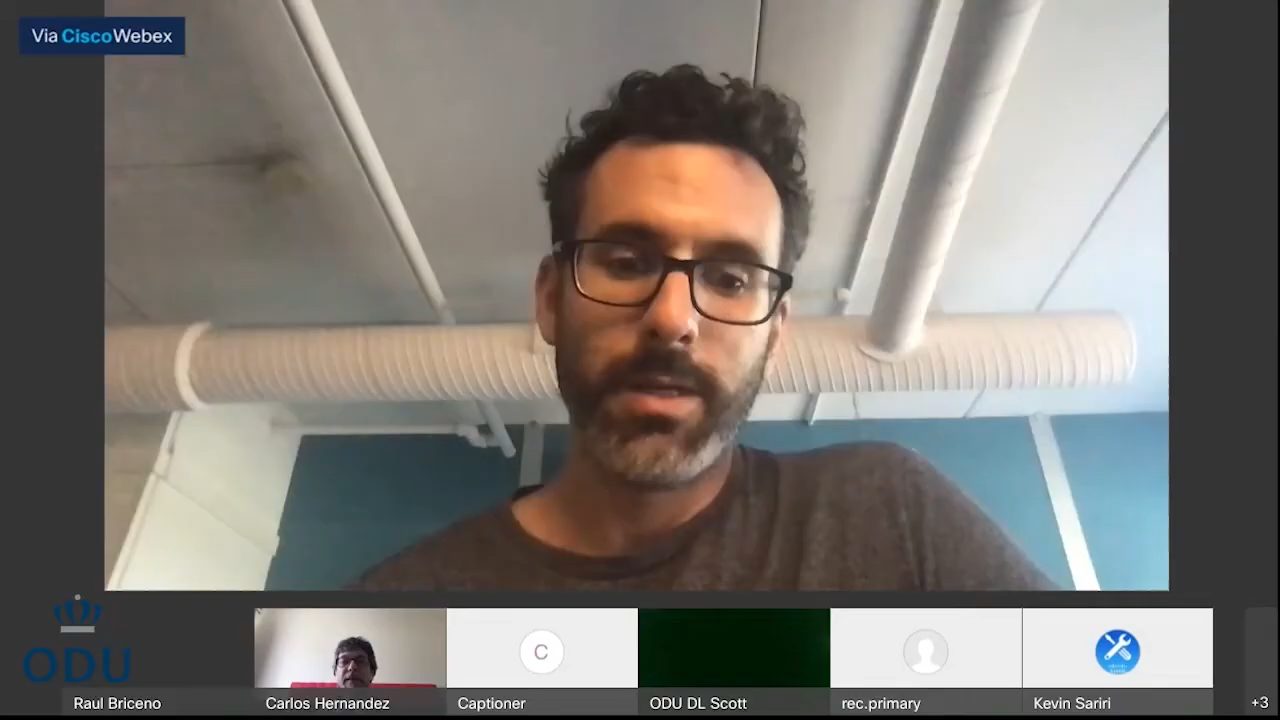 Via CiscoWebex
ODU
C
Raul Briceno
Carlos Hernandez
Captioner
ODU DL Scott
rec.primary
Kevin Sariri
+3